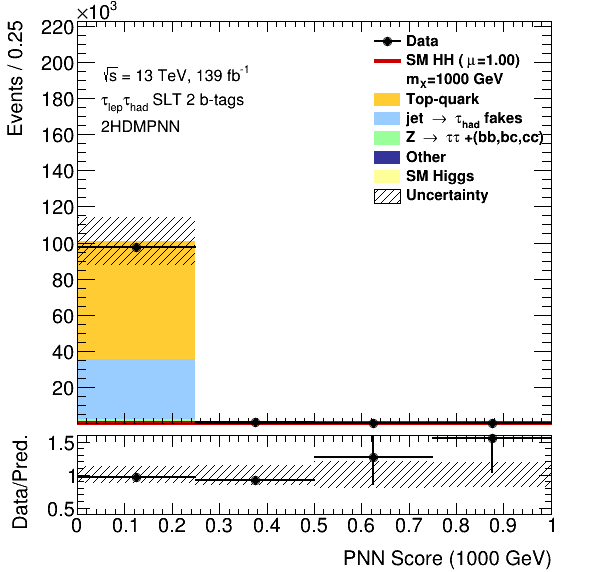 ×10³
Events / 0.25
220
200
180
160
140
120
100
80
60
40
20
√s = 13 TeV, 139 fb⁻¹
τlepτhad SLT 2 b-tags
2HDMPNN
Data
SM HH ( μ=1.00)
mX=1000 GeV
Top-quark
jet → τhad fakes
Z → ττ +(bb,bc,cc)
Other
SM Higgs
Uncertainty
Data/Pred.
1.5
1
0.5
0 0.1 0.2 0.3 0.4 0.5 0.6 0.7 0.8 0.9 1
PNN Score (1000 GeV)